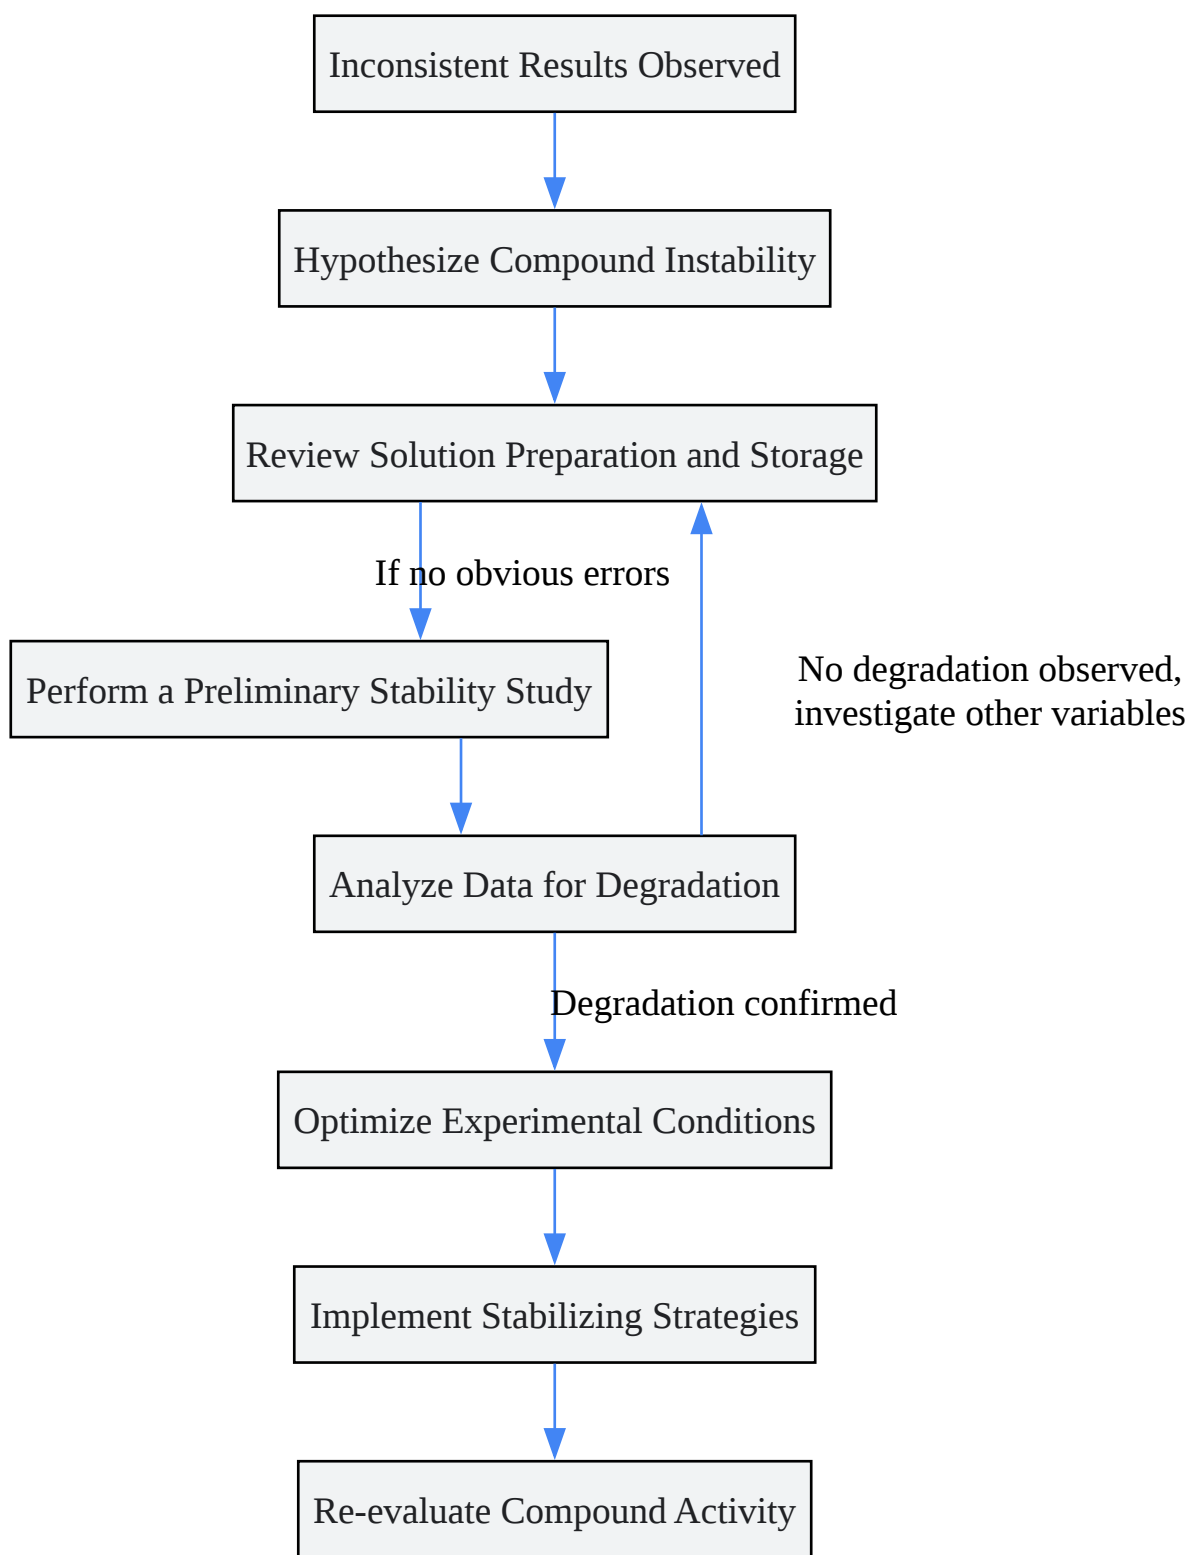 Inconsistent Results Observed
Hypothesize Compound Instability
Review Solution Preparation and Storage
If no obvious errors
Perform a Preliminary Stability Study
No degradation observed,
investigate other variables
Analyze Data for Degradation
Degradation confirmed
Optimize Experimental Conditions
Implement Stabilizing Strategies
Re-evaluate Compound Activity